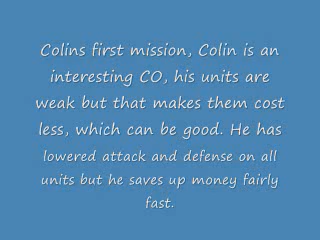 Colins first mission, Colin is an
interesting CO, his units are
weak but that makes them cost
less, which can be good. He has
lowered attack and defense on all
units but he saves up money fairly
fast.